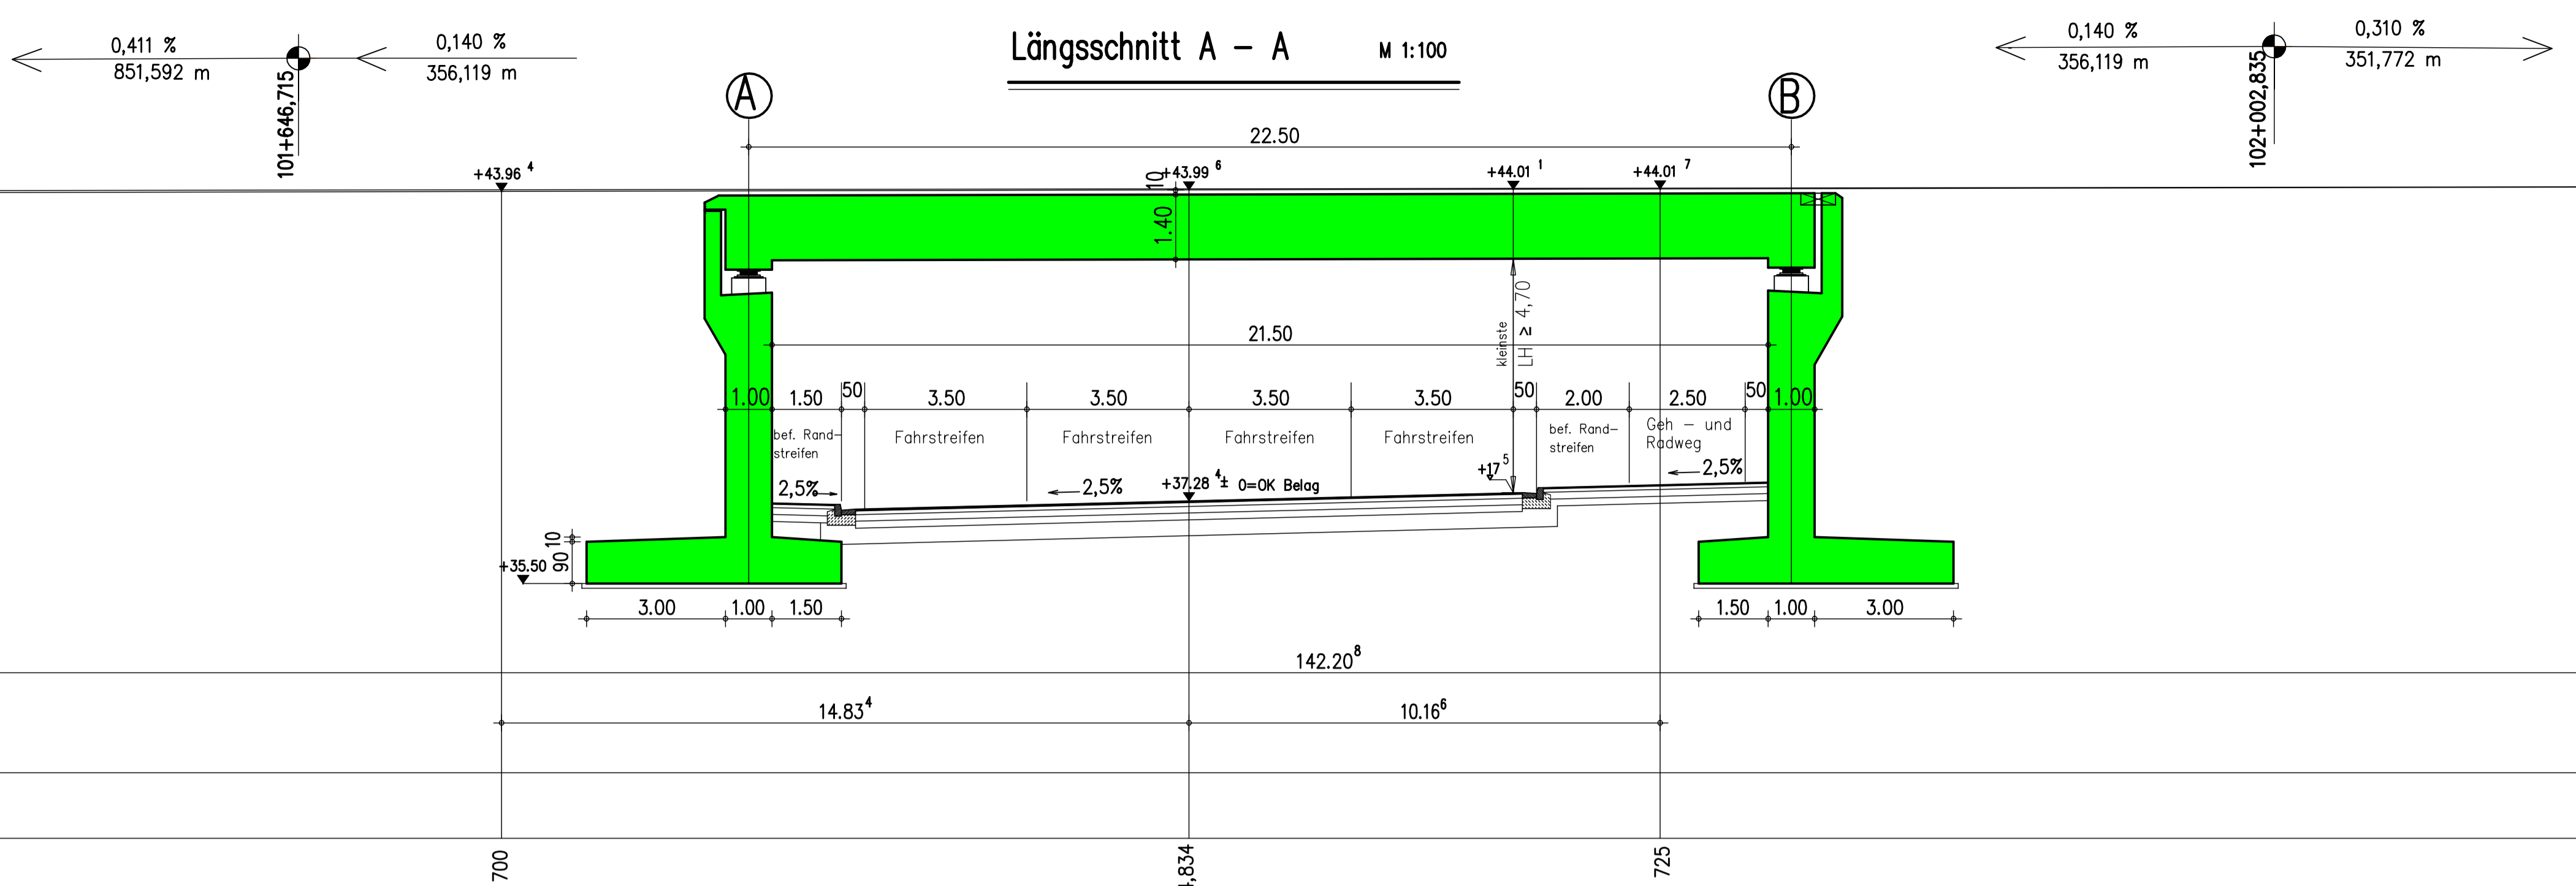 0,411 %
851,592 m
101+646,715
0,140 %
356,119 m
Längsschnitt A - A M 1:100
0,140 %
356,119 m
102+002,835
0,310 %
351,772 m
A
B
22.50
+43.96 4
10
+43.99 6
+44.01 1
+44.01 7
1.40
kleinste
LH ≥ 4,70
21.50
1.00 1.50 50 3.50 3.50 3.50 3.50 50 2.00 2.50 50 1.00
bef. Rand-
streifen
Fahrstreifen
Fahrstreifen
Fahrstreifen
Fahrstreifen
bef. Rand-
streifen
Geh - und
Radweg
2,5%
2,5%
+37.28 4 ± 0=OK Belag
+17 5
2,5%
90 10
+35.50
3.00 1.00 1.50
1.50 1.00 3.00
142.20 8
14.83 4
10.16 6
700
,834
725